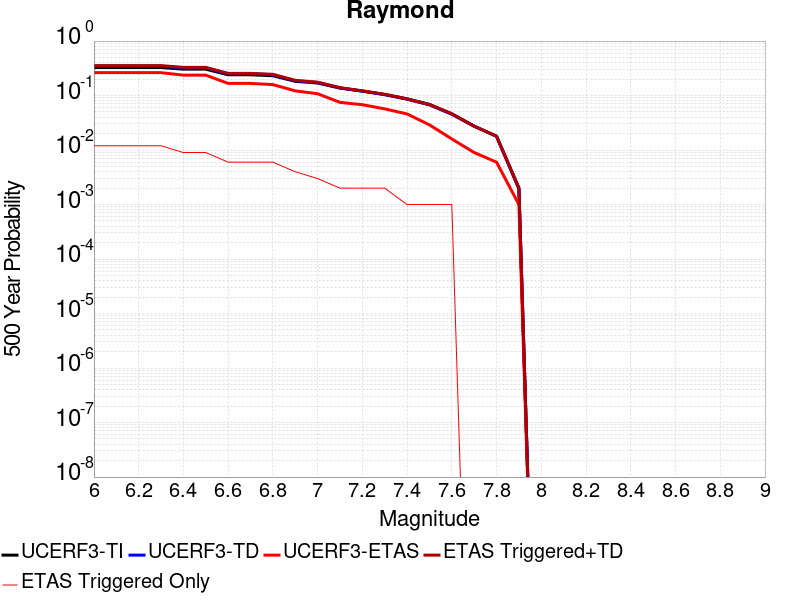 Raymond
10^0
10^-1
10^-2
10^-3
10^-4
10^-5
10^-6
10^-7
10^-8
500 Year Probability
6 6.2 6.4 6.6 6.8 7 7.2 7.4 7.6 7.8 8 8.2 8.4 8.6 8.8 9
Magnitude
UCERF3-TI UCERF3-TD UCERF3-ETAS ETAS Triggered+TD
ETAS Triggered Only